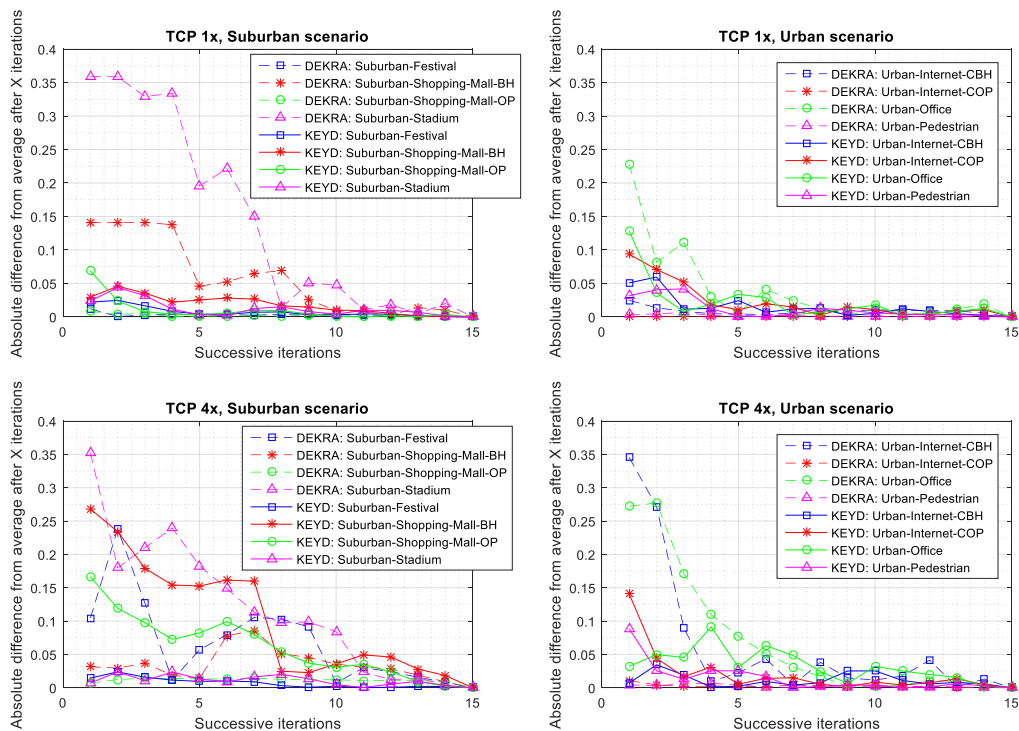 TCP 1x, Suburban scenario
Absolute difference from average after X iterations
0.4
0.35
0.3
0.25
0.2
0.15
0.1
0.05
0
0
5
10
15
Successive iterations
DEKRA: Suburban-Festival
DEKRA: Suburban-Shopping-Mall-BH
DEKRA: Suburban-Shopping-Mall-OP
DEKRA: Suburban-Stadium
KEYD: Suburban-Festival
KEYD: Suburban-Shopping-Mall-BH
KEYD: Suburban-Shopping-Mall-OP
KEYD: Suburban-Stadium
TCP 1x, Urban scenario
Absolute difference from average after X iterations
0.4
0.35
0.3
0.25
0.2
0.15
0.1
0.05
0
0
5
10
15
Successive iterations
DEKRA: Urban-Internet-CBH
DEKRA: Urban-Internet-COP
DEKRA: Urban-Office
DEKRA: Urban-Pedestrian
KEYD: Urban-Internet-CBH
KEYD: Urban-Internet-COP
KEYD: Urban-Office
KEYD: Urban-Pedestrian
TCP 4x, Suburban scenario
Absolute difference from average after X iterations
0.4
0.35
0.3
0.25
0.2
0.15
0.1
0.05
0
0
5
10
15
Successive iterations
DEKRA: Suburban-Festival
DEKRA: Suburban-Shopping-Mall-BH
DEKRA: Suburban-Shopping-Mall-OP
DEKRA: Suburban-Stadium
KEYD: Suburban-Festival
KEYD: Suburban-Shopping-Mall-BH
KEYD: Suburban-Shopping-Mall-OP
KEYD: Suburban-Stadium
TCP 4x, Urban scenario
Absolute difference from average after X iterations
0.4
0.35
0.3
0.25
0.2
0.15
0.1
0.05
0
0
5
10
15
Successive iterations
DEKRA: Urban-Internet-CBH
DEKRA: Urban-Internet-COP
DEKRA: Urban-Office
DEKRA: Urban-Pedestrian
KEYD: Urban-Internet-CBH
KEYD: Urban-Internet-COP
KEYD: Urban-Office
KEYD: Urban-Pedestrian